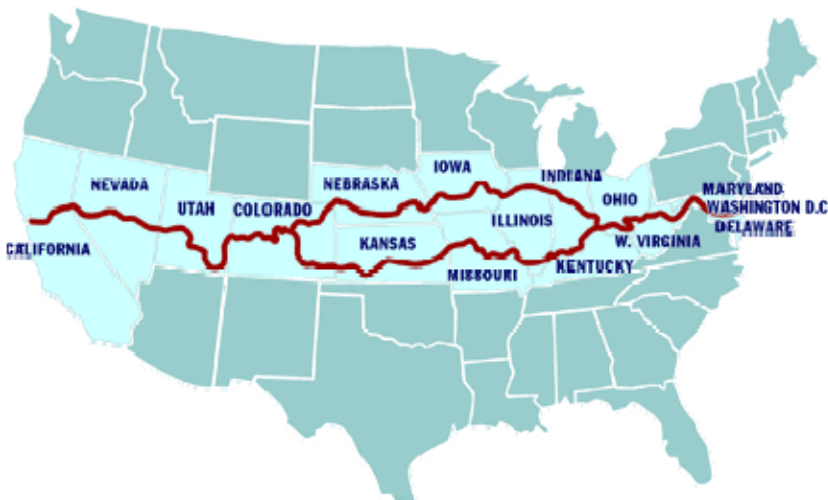 IOWA
INDIANA
NEVADA
NEBRASKA
MARYLAND
OHIO
UTAH
COLORADO
WASHINGTON D.C
ILLINOIS
DELAWARE
CALIFORNIA
KANSAS
W. VIRGINIA
KENTUCKY
MISSOURI